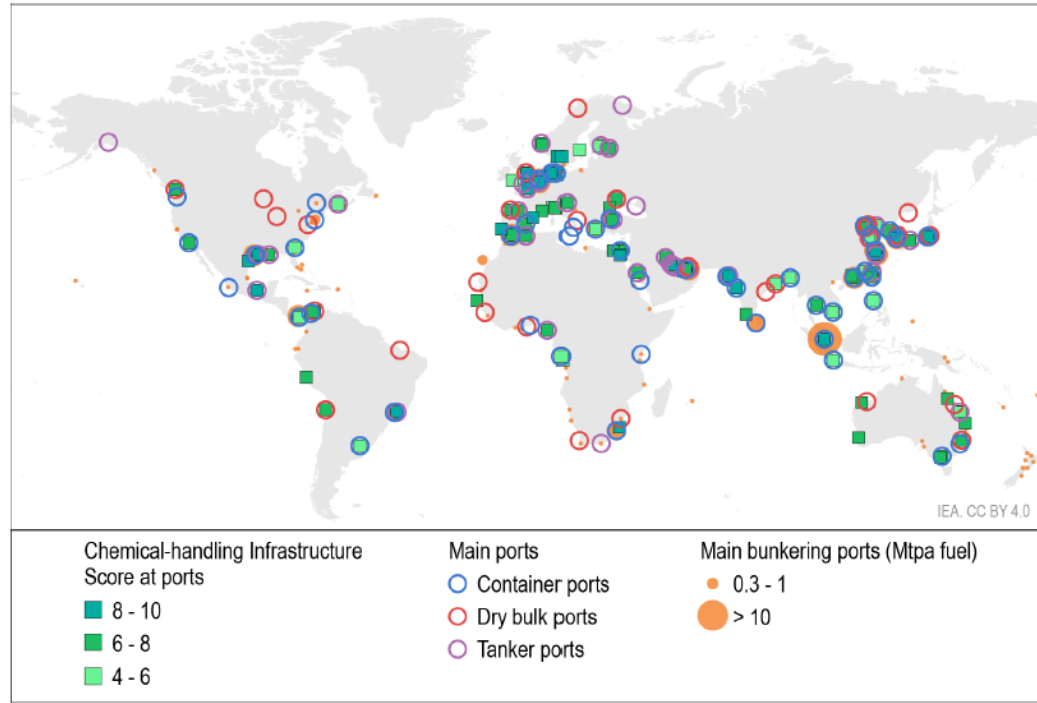 IEA. CC BY 4.0
Chemical-handling Infrastructure
Score at ports
8 - 10
6 - 8
4 - 6
Main ports
Container ports
Dry bulk ports
Tanker ports
Main bunkering ports (Mtpa fuel)
0.3 - 1
> 10